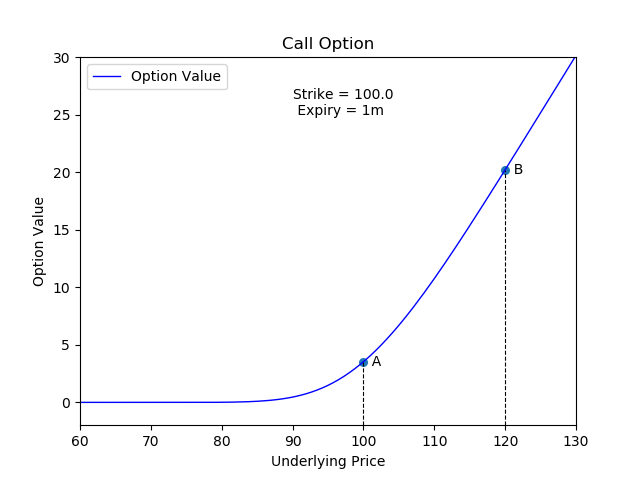 Call Option
Option Value
Strike = 100.0
Expiry = 1m
30
25
20
15
10
5
0
Option Value
B
A
60 70 80 90 100 110 120 130
Underlying Price